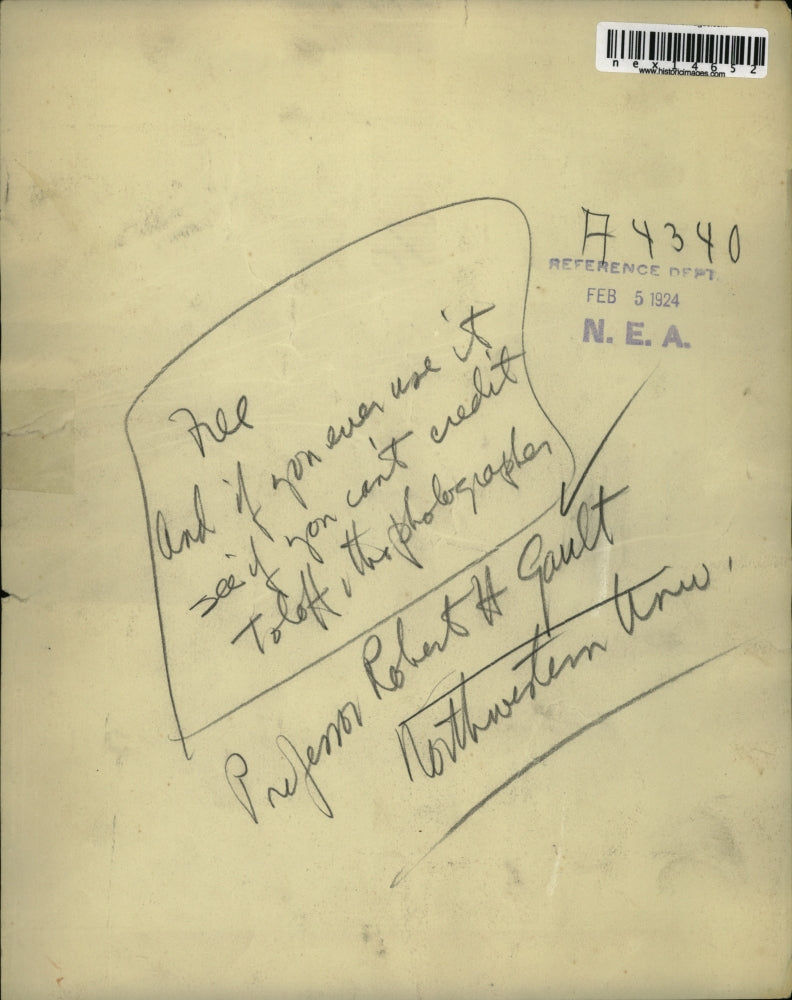 nex14652
www.historicimages.com
A 4340
REFERENCE DEPT.
FEB 5 1924
N. E. A.
Free
And if you ever use it
see if you can't credit
Toloff, the photographer
Professor Robert H Gault
Northwestern Univ.